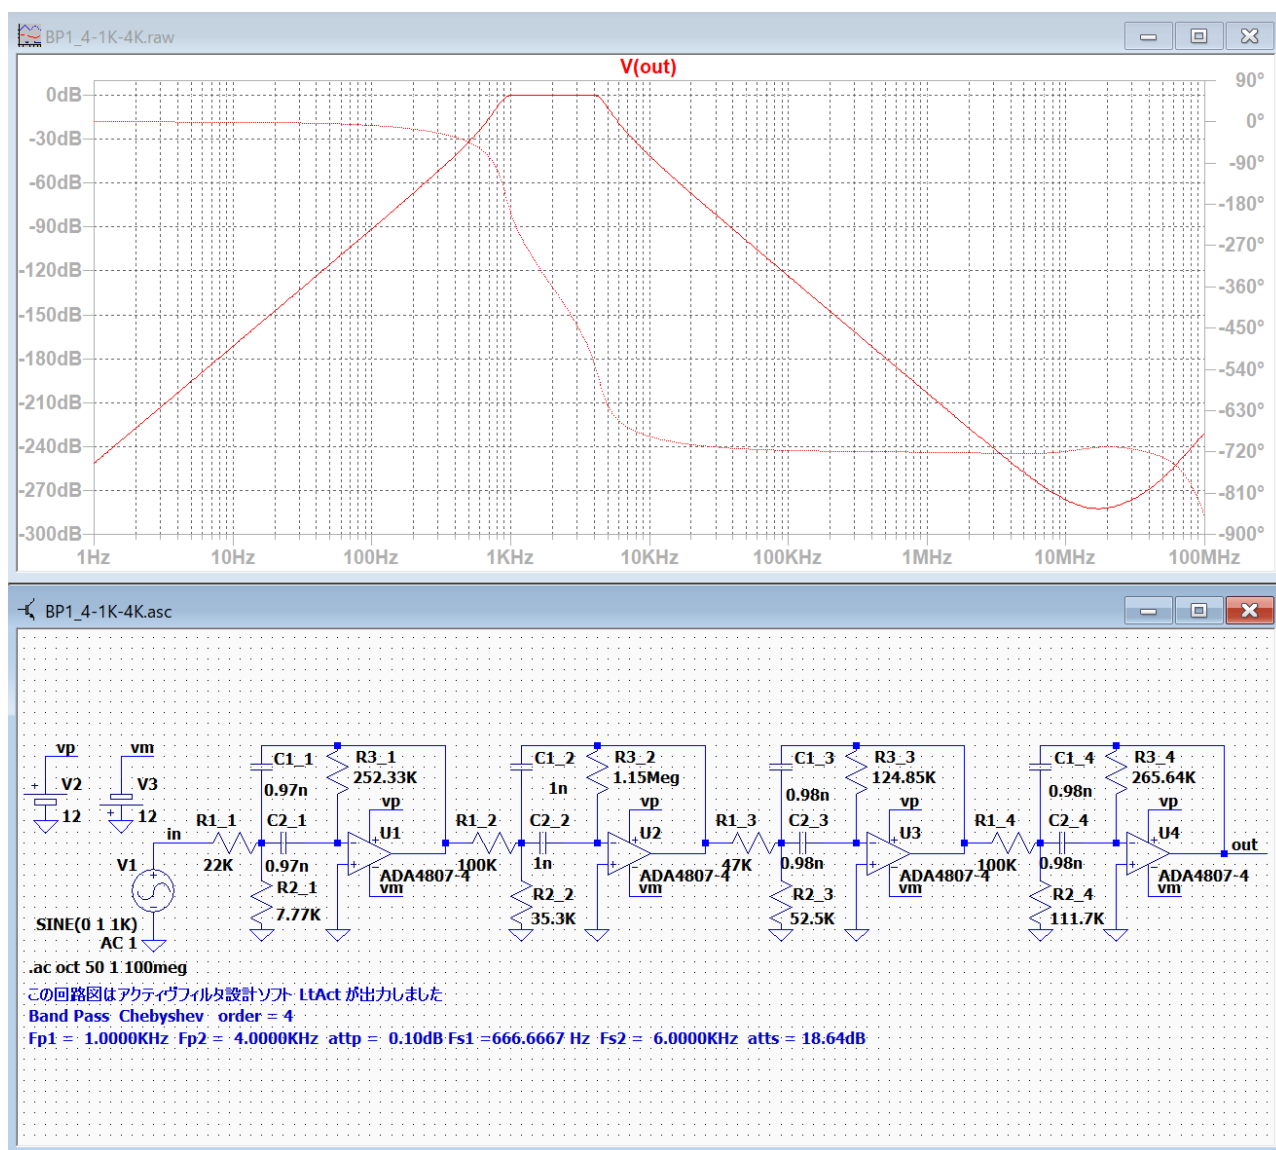 BP1_4-1K-4K.raw
V(out)
0dB
-30dB
-60dB
-90dB
-120dB
-150dB
-180dB
-210dB
-240dB
-270dB
-300dB
90°
0°
-90°
-180°
-270°
-360°
-450°
-540°
-630°
-720°
-810°
-900°
1Hz 10Hz 100Hz 1KHz 10KHz 100KHz 1MHz 10MHz 100MHz
BP1_4-1K-4K.asc
vp vm
V2 V3
12 12
in
V1
SINE(0 1 1K)
AC 1
R1_1
22K
C1_1
0.97n
C2_1
0.97n
R2_1
7.77K
R3_1
252.33K
vp
U1
ADA4807-4
vm
R1_2
100K
C1_2
1n
C2_2
1n
R2_2
35.3K
R3_2
1.15Meg
vp
U2
ADA4807-4
vm
R1_3
47K
C1_3
0.98n
C2_3
0.98n
R2_3
52.5K
R3_3
124.85K
vp
U3
ADA4807-4
vm
R1_4
100K
C1_4
0.98n
C2_4
0.98n
R2_4
111.7K
R3_4
265.64K
vp
U4
ADA4807-4
vm
out
.ac oct 50 1 100meg
この回路図はアクティヴフィルタ設計ソフト LtAct が出力しました
Band Pass Chebyshev order = 4
Fp1 = 1.0000KHz Fp2 = 4.0000KHz attp = 0.10dB Fs1 =666.6667 Hz Fs2 = 6.0000KHz atts = 18.64dB